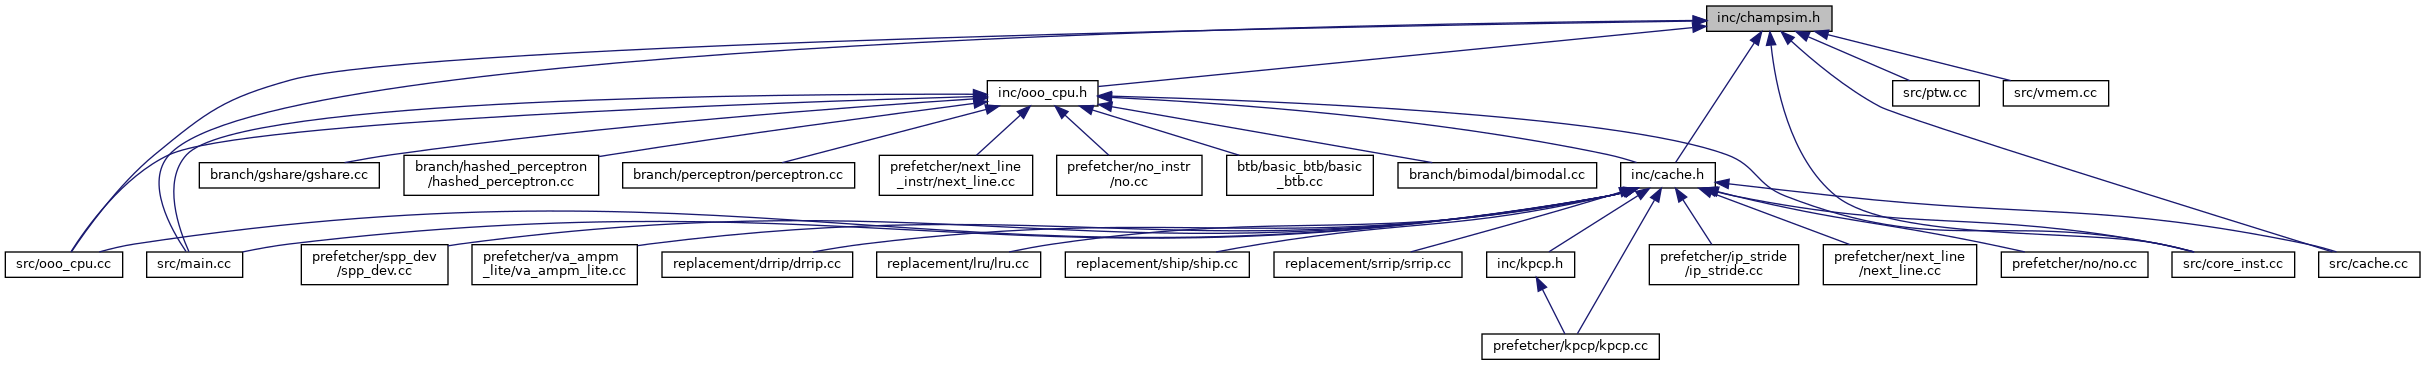 inc/champsim.h
inc/ooo_cpu.h
src/ptw.cc
src/vmem.cc
branch/gshare/gshare.cc
branch/hashed_perceptron
/hashed_perceptron.cc
branch/perceptron/perceptron.cc
prefetcher/next_line
_instr/next_line.cc
prefetcher/no_instr
/no.cc
btb/basic_btb/basic
_btb.cc
branch/bimodal/bimodal.cc
inc/cache.h
src/ooo_cpu.cc
src/main.cc
prefetcher/spp_dev
/spp_dev.cc
prefetcher/va_ampm
_lite/va_ampm_lite.cc
replacement/drrip/drrip.cc
replacement/lru/lru.cc
replacement/ship/ship.cc
replacement/srrip/srrip.cc
inc/kpcp.h
prefetcher/ip_stride
/ip_stride.cc
prefetcher/next_line
/next_line.cc
prefetcher/no/no.cc
src/core_inst.cc
src/cache.cc
prefetcher/kpcp/kpcp.cc